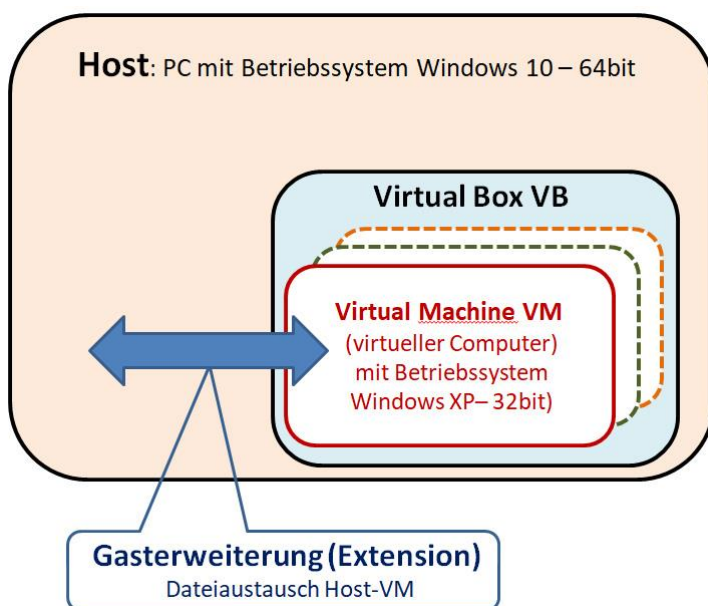 Host: PC mit Betriebssystem Windows 10 – 64bit
Virtual Box VB
Virtual Machine VM
(virtueller Computer)
mit Betriebssystem
Windows XP– 32bit)
Gasterweiterung (Extension)
Dateiaustausch Host-VM